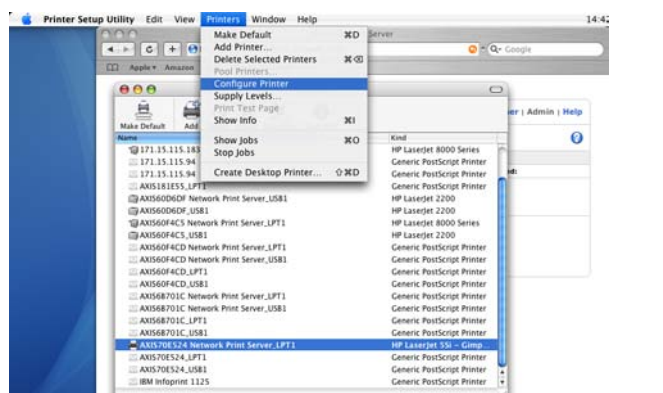 Printer Setup Utility Edit View Printers Window Help 14:42
Make Default ⌘D
Server
Add Printer...
Q- Google
Delete Selected Printers ⌘⌫
Apple Amazon
Pool Printers...
Configure Printer
Supply Levels...
Print Test Page
Admin | Help
Show Info ⌘I
Make Default Add
Name Kind
Show Jobs ⌘O
171.15.115.183 HP LaserJet 8000 Series
Stop Jobs
171.15.115.94 Generic PostScript Printer
171.15.115.94 Generic PostScript Printer
Create Desktop Printer... ⇧⌘D
AXIS181E55_LPT1 Generic PostScript Printer
AXIS60D6DF Network Print Server_USB1 HP LaserJet 2200
AXIS60D6DF_USB1 HP LaserJet 2200
AXIS60F4C5 Network Print Server_LPT1 HP LaserJet 8000 Series
AXIS60F4C5_USB1 HP LaserJet 2200
AXIS60F4CD Network Print Server_LPT1 Generic PostScript Printer
AXIS60F4CD Network Print Server_USB1 Generic PostScript Printer
AXIS60F4CD_LPT1 Generic PostScript Printer
AXIS60F4CD_USB1 Generic PostScript Printer
AXIS6B701C Network Print Server_LPT1 Generic PostScript Printer
AXIS6B701C Network Print Server_USB1 Generic PostScript Printer
AXIS6B701C_LPT1 Generic PostScript Printer
AXIS6B701C_USB1 Generic PostScript Printer
AXIS70E524 Network Print Server_LPT1 HP LaserJet 5Si - Gimp...
AXIS70E524_LPT1 Generic PostScript Printer
AXIS70E524_USB1 Generic PostScript Printer
IBM Infoprint 1125 Generic PostScript Printer